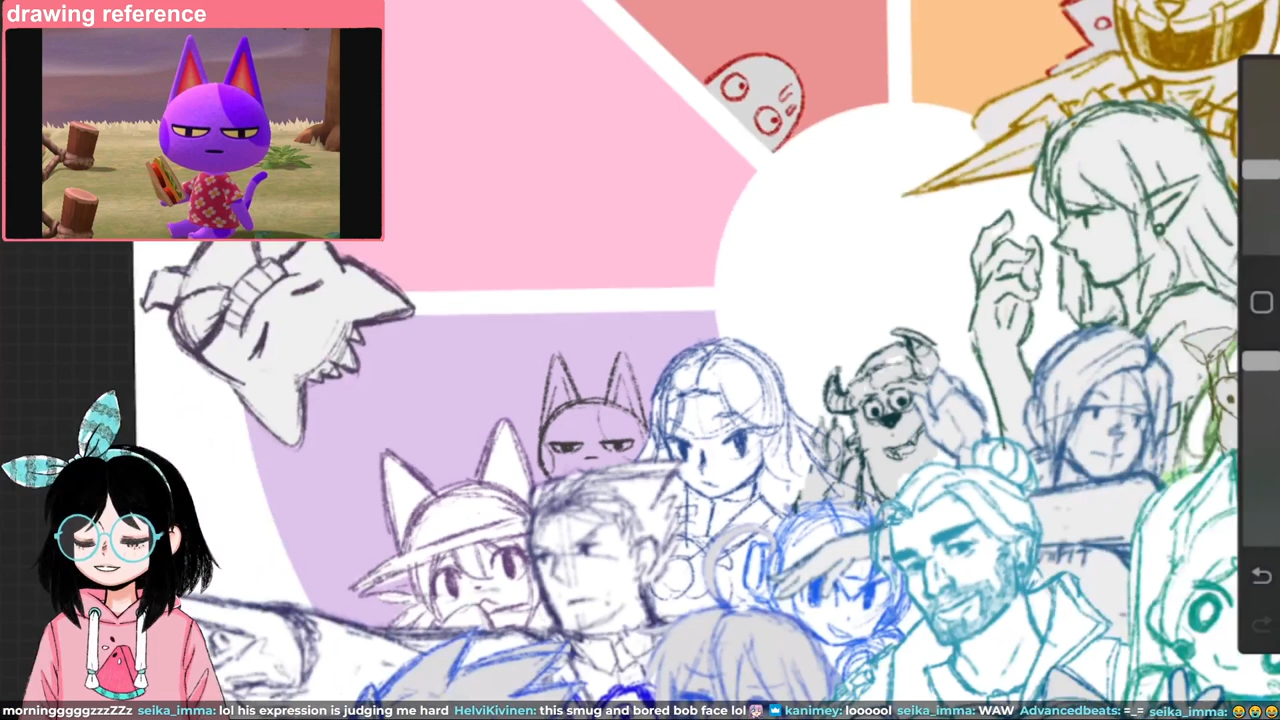 drawing reference
morningggggzzzZZz seika_imma: lol his expression is judging me hard HelviKivinen: this smug and bored bob face lol kanimey: loooool seika_imma: WAW Advancedbeats: =_= seika_imma: 😄😭😄